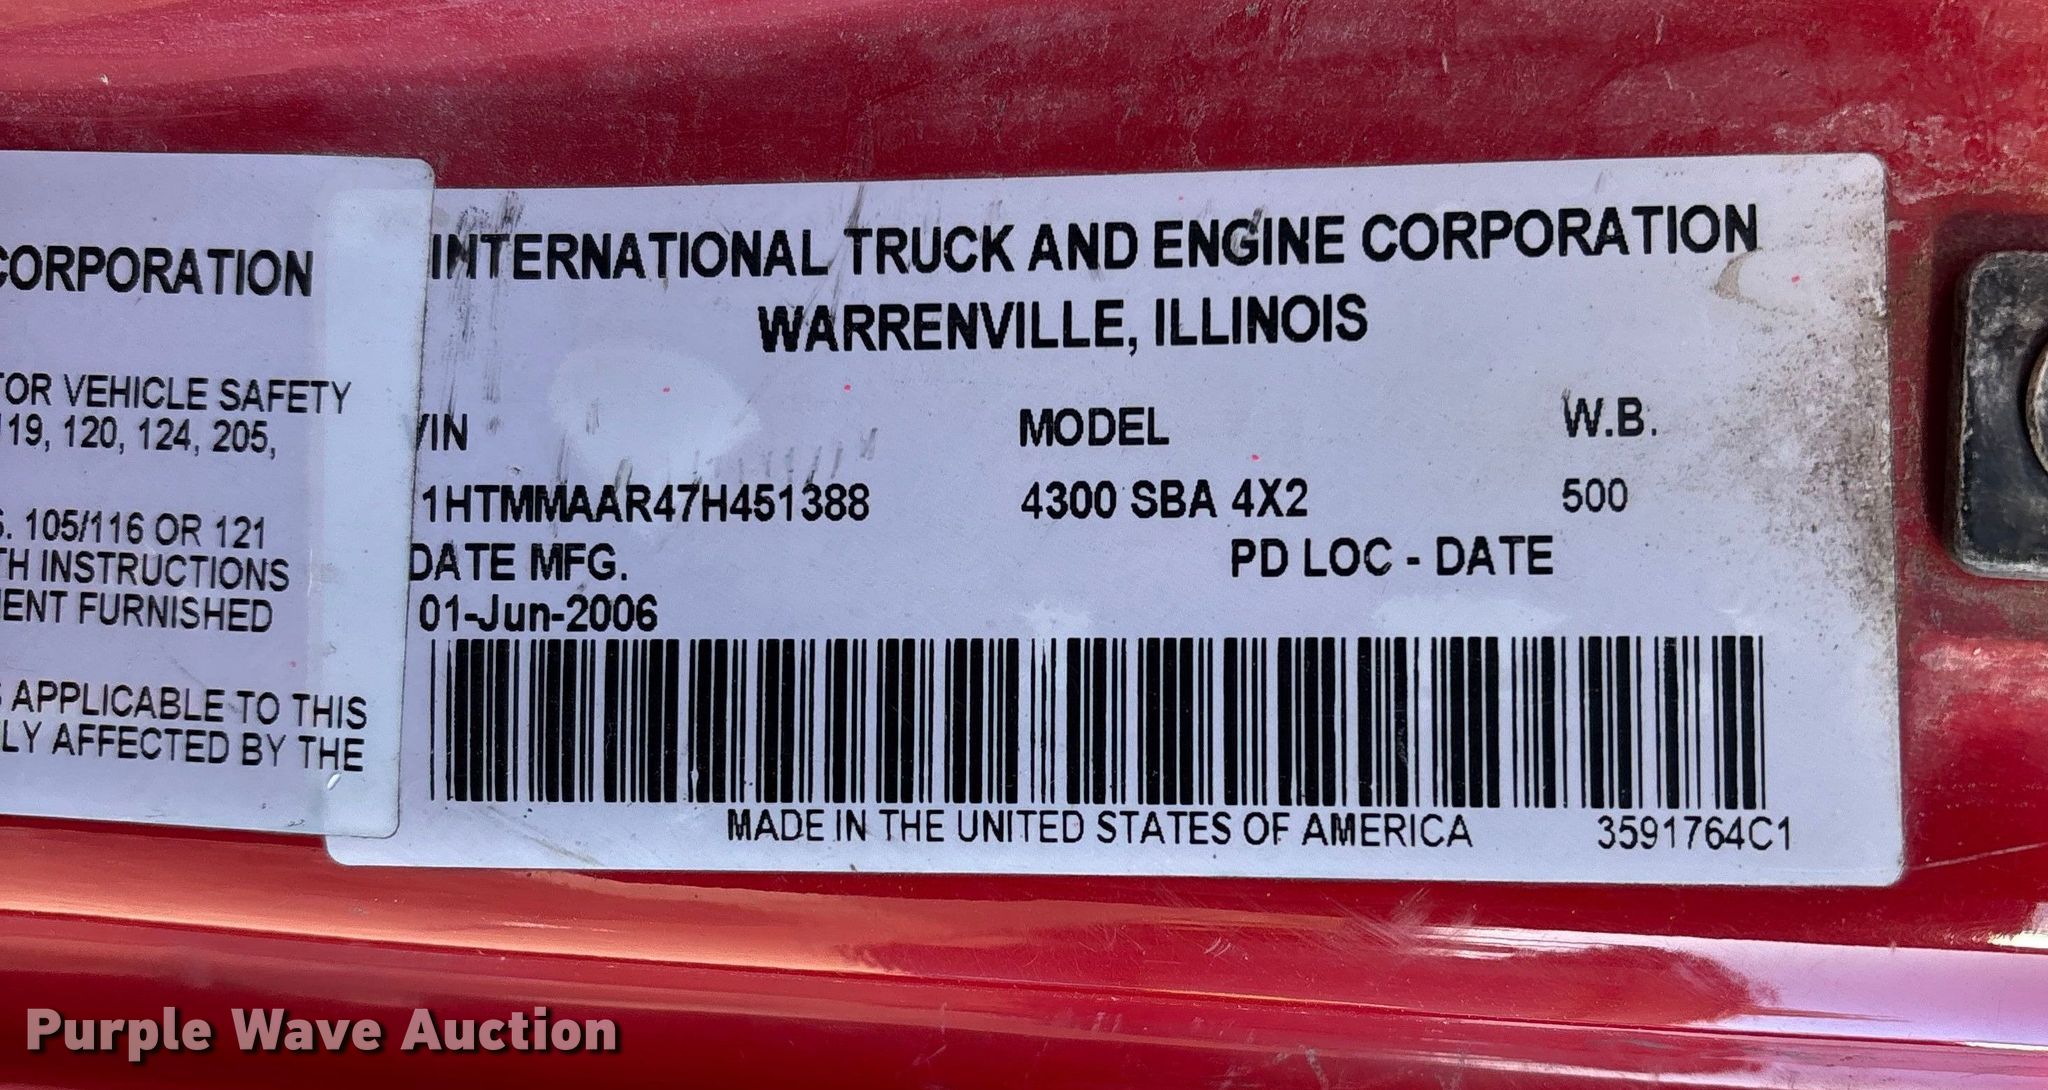 CORPORATION
OR VEHICLE SAFETY
119, 120, 124, 205,
. 105/116 OR 121
TH INSTRUCTIONS
MENT FURNISHED
S APPLICABLE TO THIS
LY AFFECTED BY THE
INTERNATIONAL TRUCK AND ENGINE CORPORATION
WARRENVILLE, ILLINOIS
VIN MODEL W.B.
1HTMMAAR47H451388 4300 SBA 4X2 500
DATE MFG. PD LOC - DATE
01-Jun-2006
MADE IN THE UNITED STATES OF AMERICA 3591764C1
Purple Wave Auction